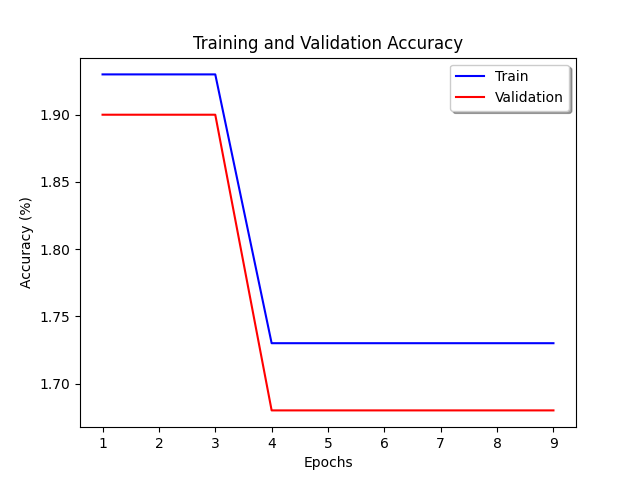 Training and Validation Accuracy
Train
Validation
Accuracy (%)
1.90
1.85
1.80
1.75
1.70
1 2 3 4 5 6 7 8 9
Epochs